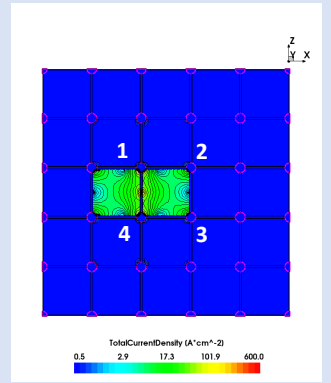 Z
Y X
1 2
4 3
TotalCurrentDensity (A*cm^-2)
0.5 2.9 17.3 101.9 600.0